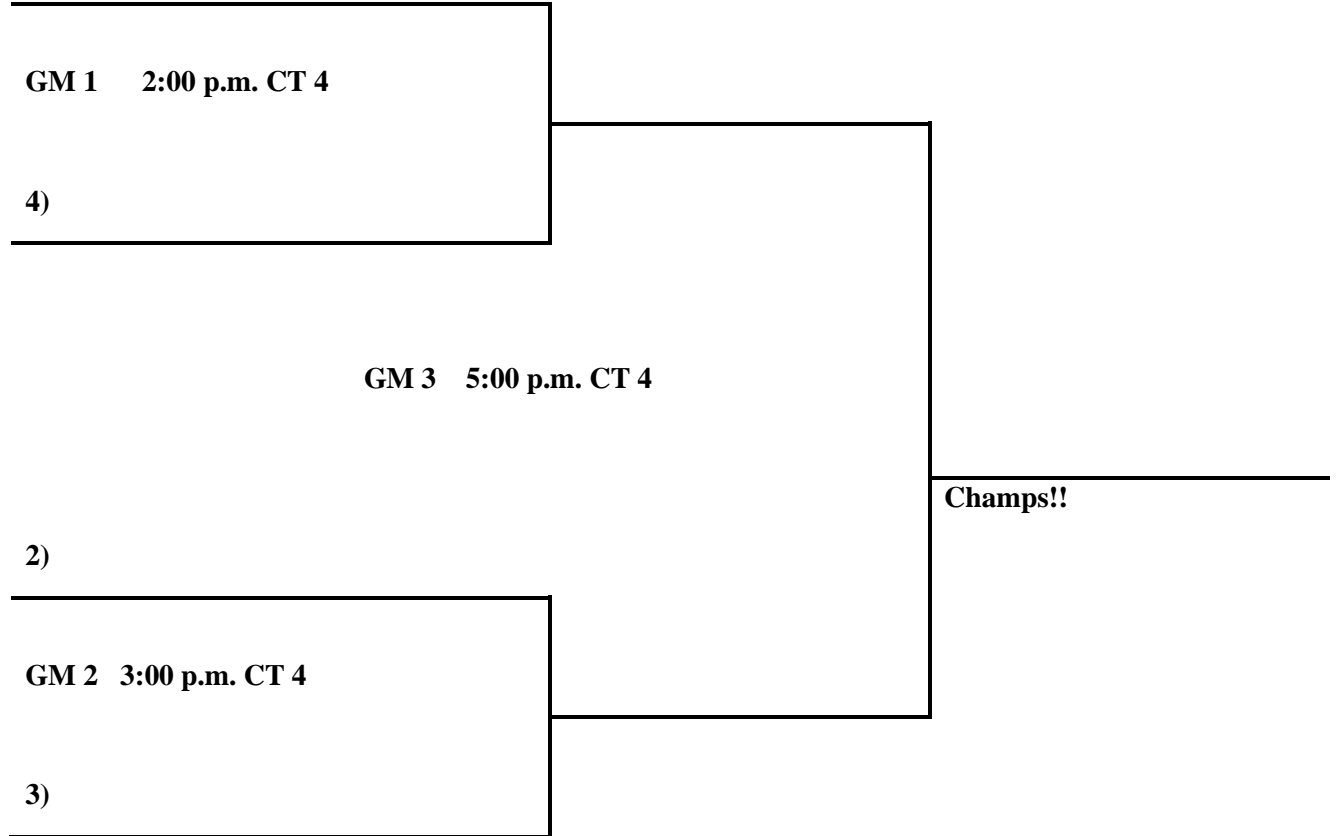 GM 1 2:00 p.m. CT 4
4)
GM 3 5:00 p.m. CT 4
Champs!!
2)
GM 2 3:00 p.m. CT 4
3)